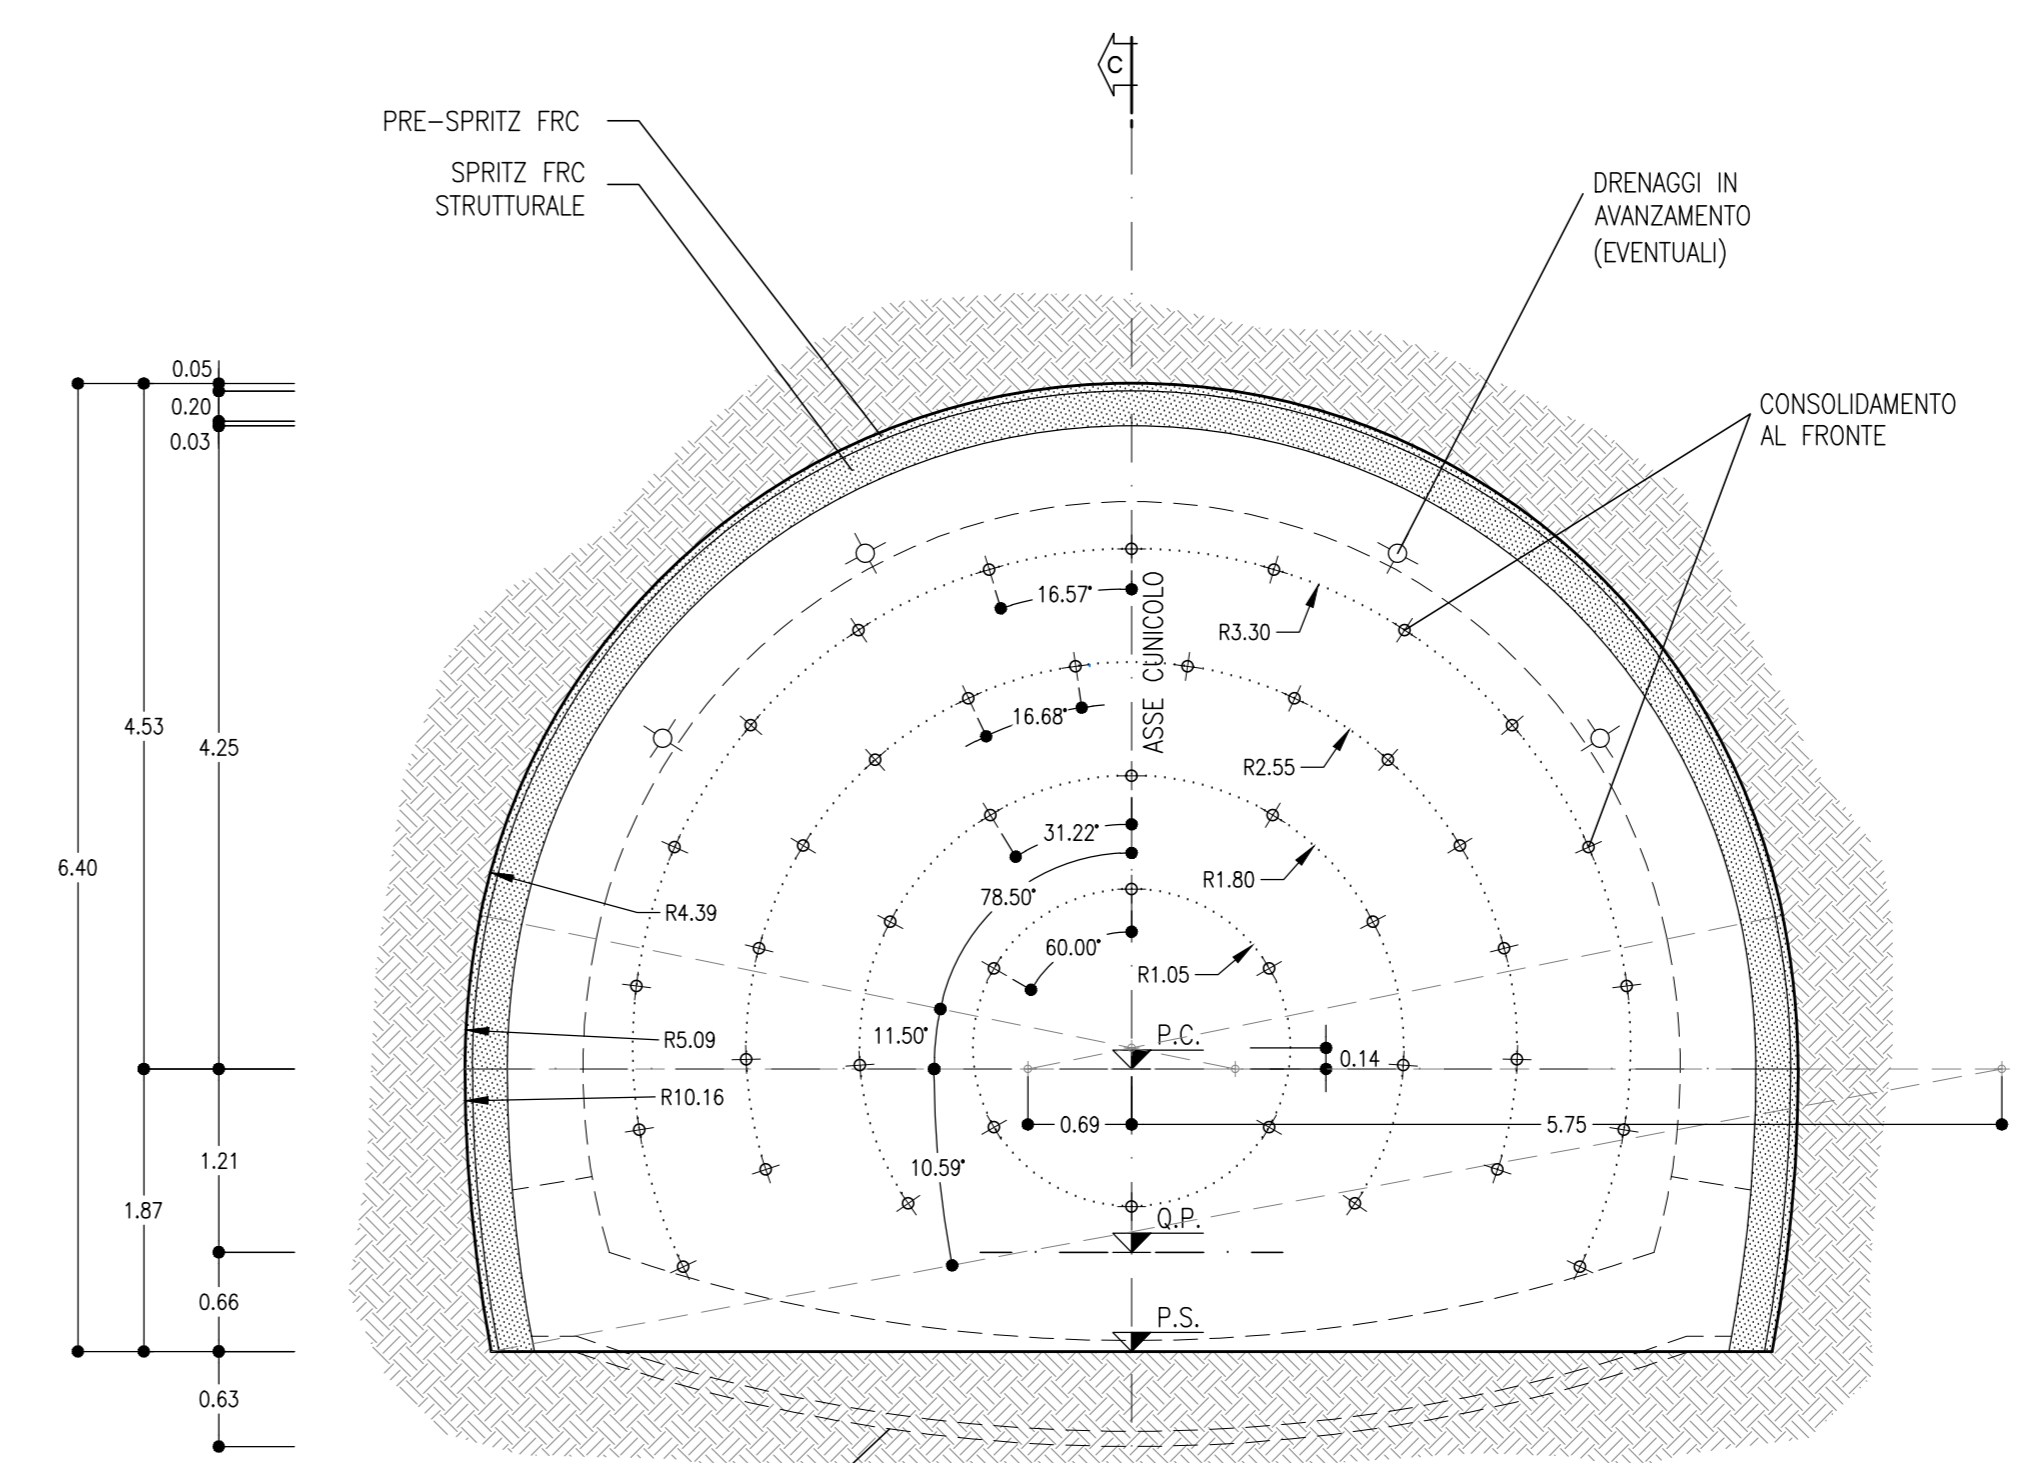 C
PRE-SPRITZ FRC
SPRITZ FRC
STRUTTURALE
DRENAGGI IN
AVANZAMENTO
(EVENTUALI)
CONSOLIDAMENTO
AL FRONTE
0.05
0.20
0.03
4.53
4.25
6.40
1.21
1.87
0.66
0.63
ASSE CUNICOLO
16.57°
R3.30
16.68°
R2.55
31.22°
R1.80
78.50°
60.00°
R1.05
R4.39
11.50°
R5.09
R10.16
P.C.
0.14
0.69
5.75
10.59°
Q.P.
P.S.